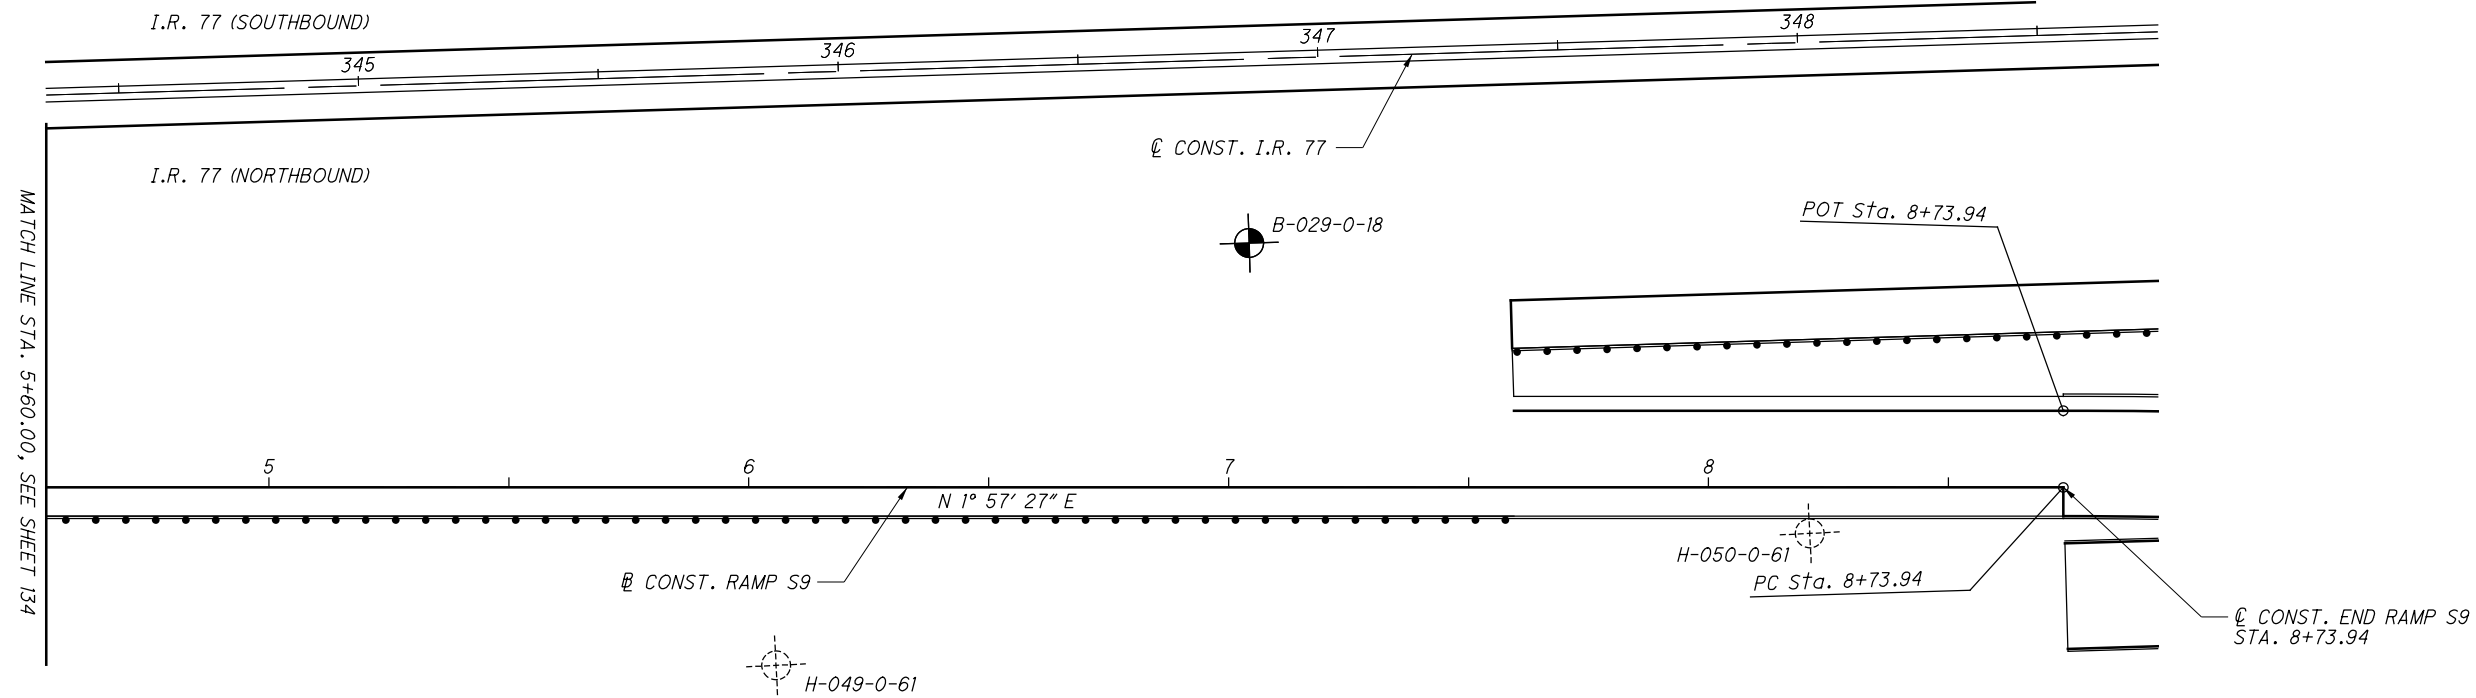 I.R. 77 (SOUTHBOUND)
345
346
347
348
℄ CONST. I.R. 77
I.R. 77 (NORTHBOUND)
MATCH LINE STA. 5+60.00, SEE SHEET 134
B-029-0-18
POT Sta. 8+73.94
5
6
7
8
N 1° 57' 27" E
H-050-0-61
PC Sta. 8+73.94
BL CONST. RAMP S9
℄ CONST. END RAMP S9
STA. 8+73.94
H-049-0-61